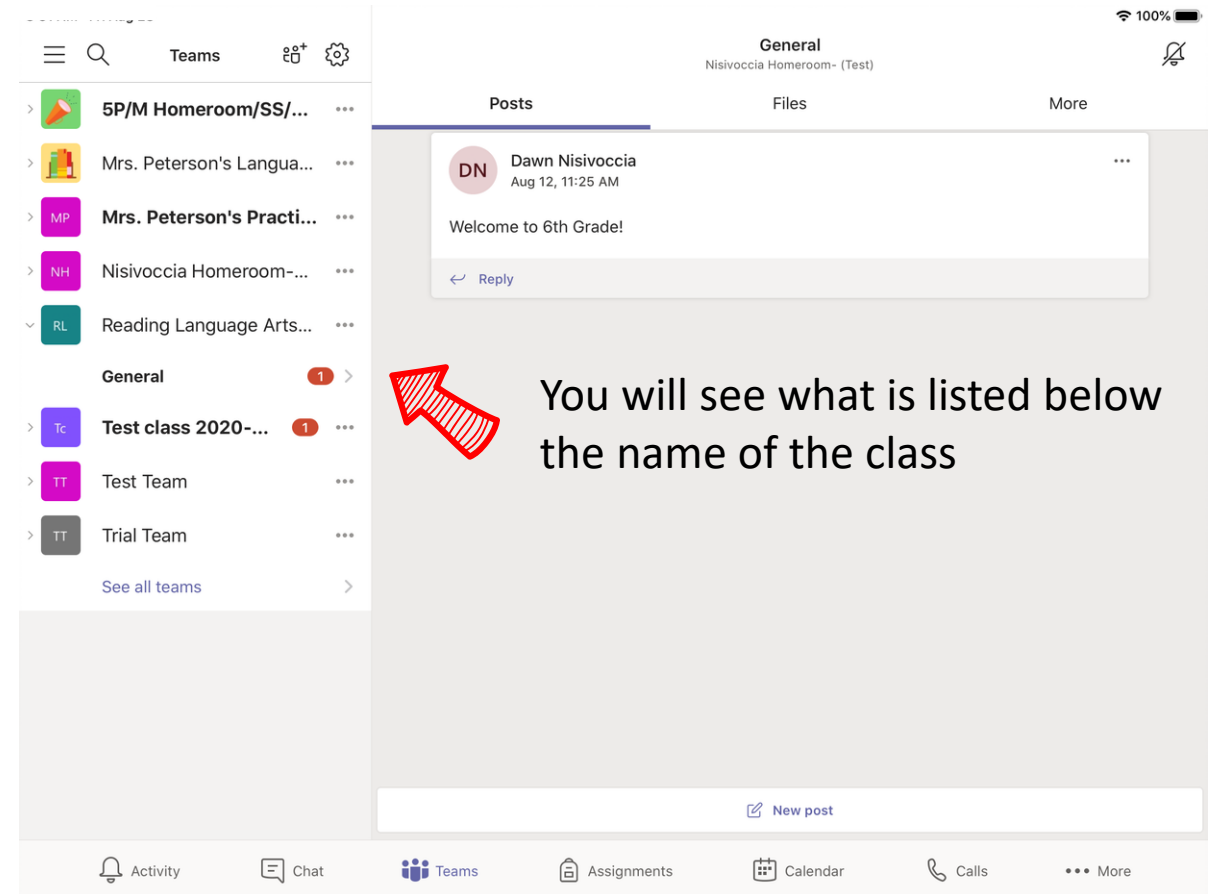 100%
Teams
General
Nisivoccia Homeroom- (Test)
Posts Files More
5P/M Homeroom/SS/...
Mrs. Peterson's Langua...
MP Mrs. Peterson's Practi...
NH Nisivoccia Homeroom-...
RL Reading Language Arts...
General 1
Tc Test class 2020-... 1
TT Test Team
TT Trial Team
See all teams
DN Dawn Nisivoccia
Aug 12, 11:25 AM
Welcome to 6th Grade!
Reply
You will see what is listed below
the name of the class
New post
Activity Chat Teams Assignments Calendar Calls More